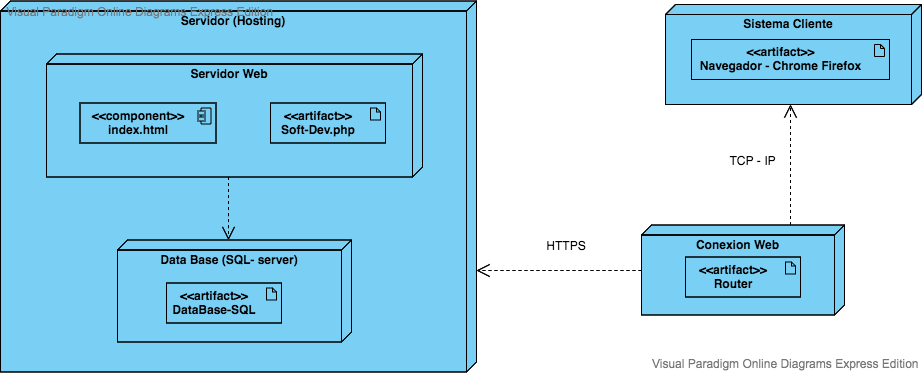 Visual Paradigm Online Diagrams Express Edition
Servidor (Hosting)
Servidor Web
<<component>>
index.html
<<artifact>>
Soft-Dev.php
Data Base (SQL- server)
<<artifact>>
DataBase-SQL
Sistema Cliente
<<artifact>>
Navegador - Chrome Firefox
TCP - IP
HTTPS
Conexion Web
<<artifact>>
Router
Visual Paradigm Online Diagrams Express Edition